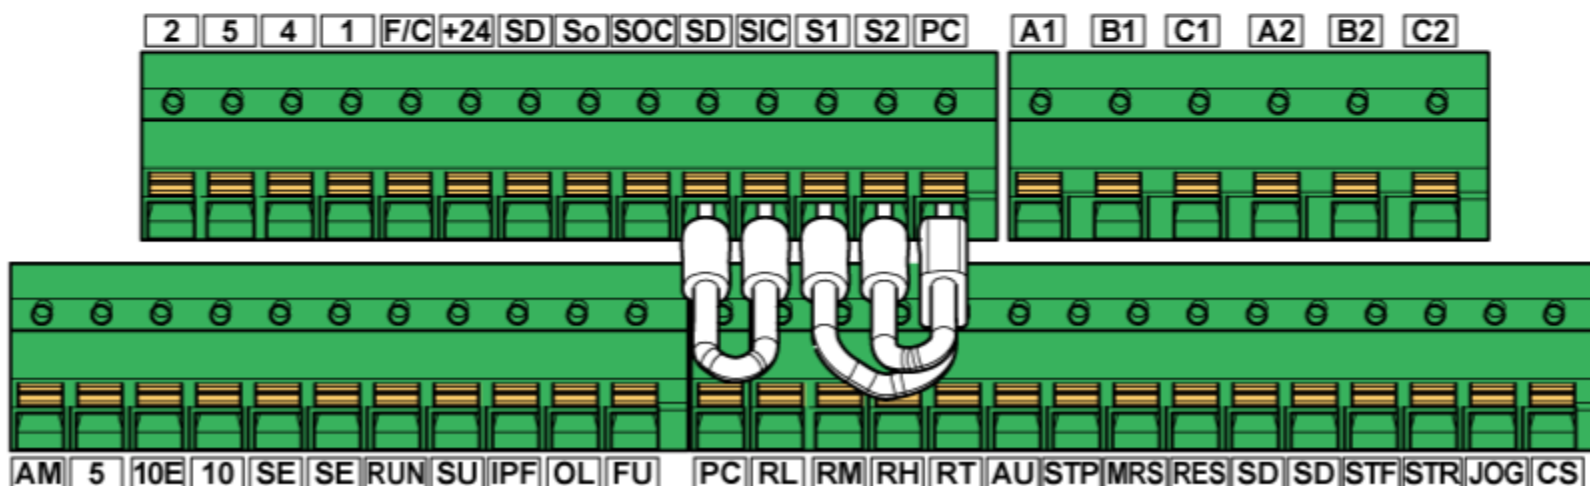 2 5 4 1 F/C +24 SD So SOC SD SIC S1 S2 PC A1 B1 C1 A2 B2 C2
AM 5 10E 10 SE SE RUN SU IPF OL FU PC RL RM RH RT AU STP MRS RES SD SD STF STR JOG CS